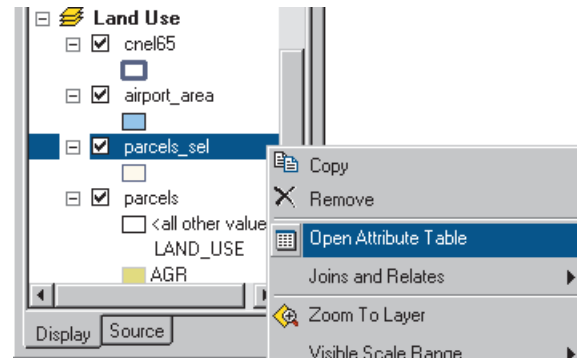 Land Use
cnel65
airport_area
parcels_sel
parcels
<all other value
LAND_USE
AGR
Display
Source
Copy
Remove
Open Attribute Table
Joins and Relates
Zoom To Layer
Visible Scale Range